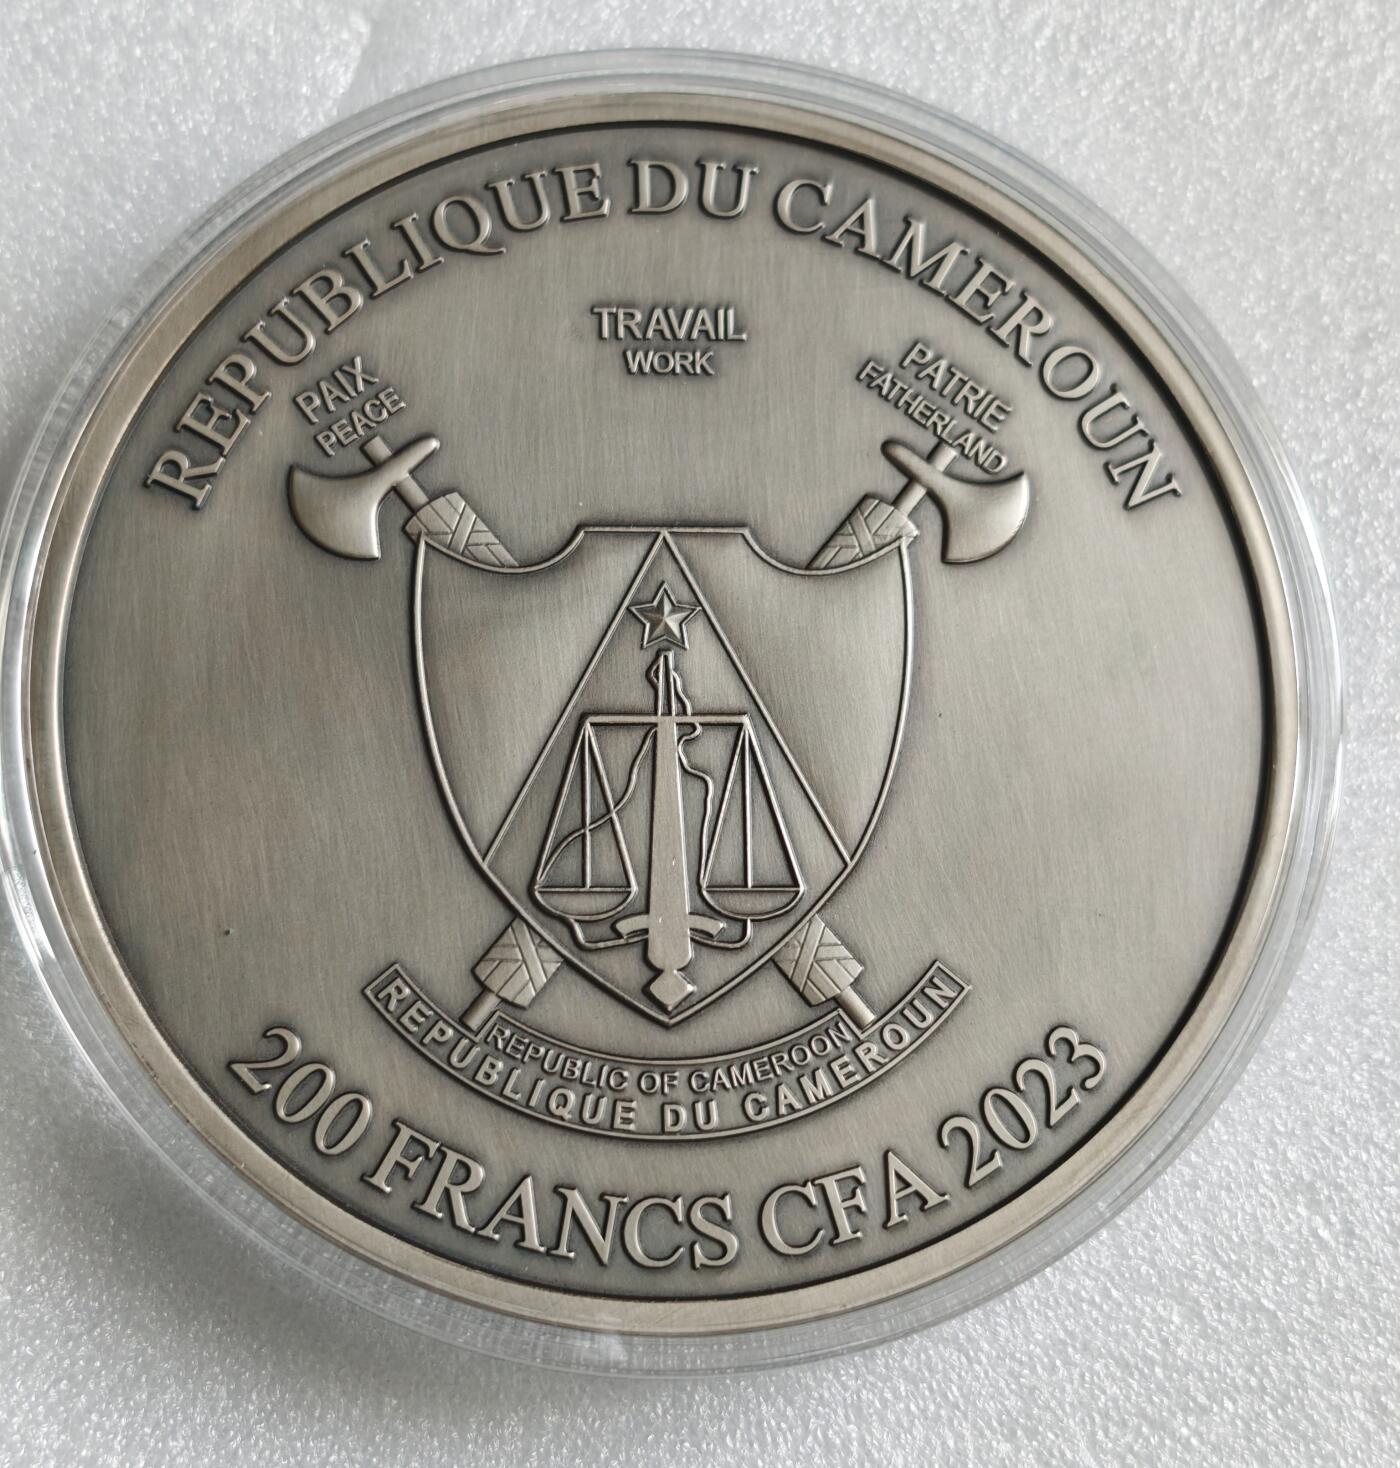 REPUBLIQUE DU CAMEROUN
TRAVAIL
WORK
PAIX
PEACE
PATRIE
FATHERLAND
REPUBLIC OF CAMEROON
REPUBLIQUE DU CAMEROUN
200 FRANCS CFA 2023